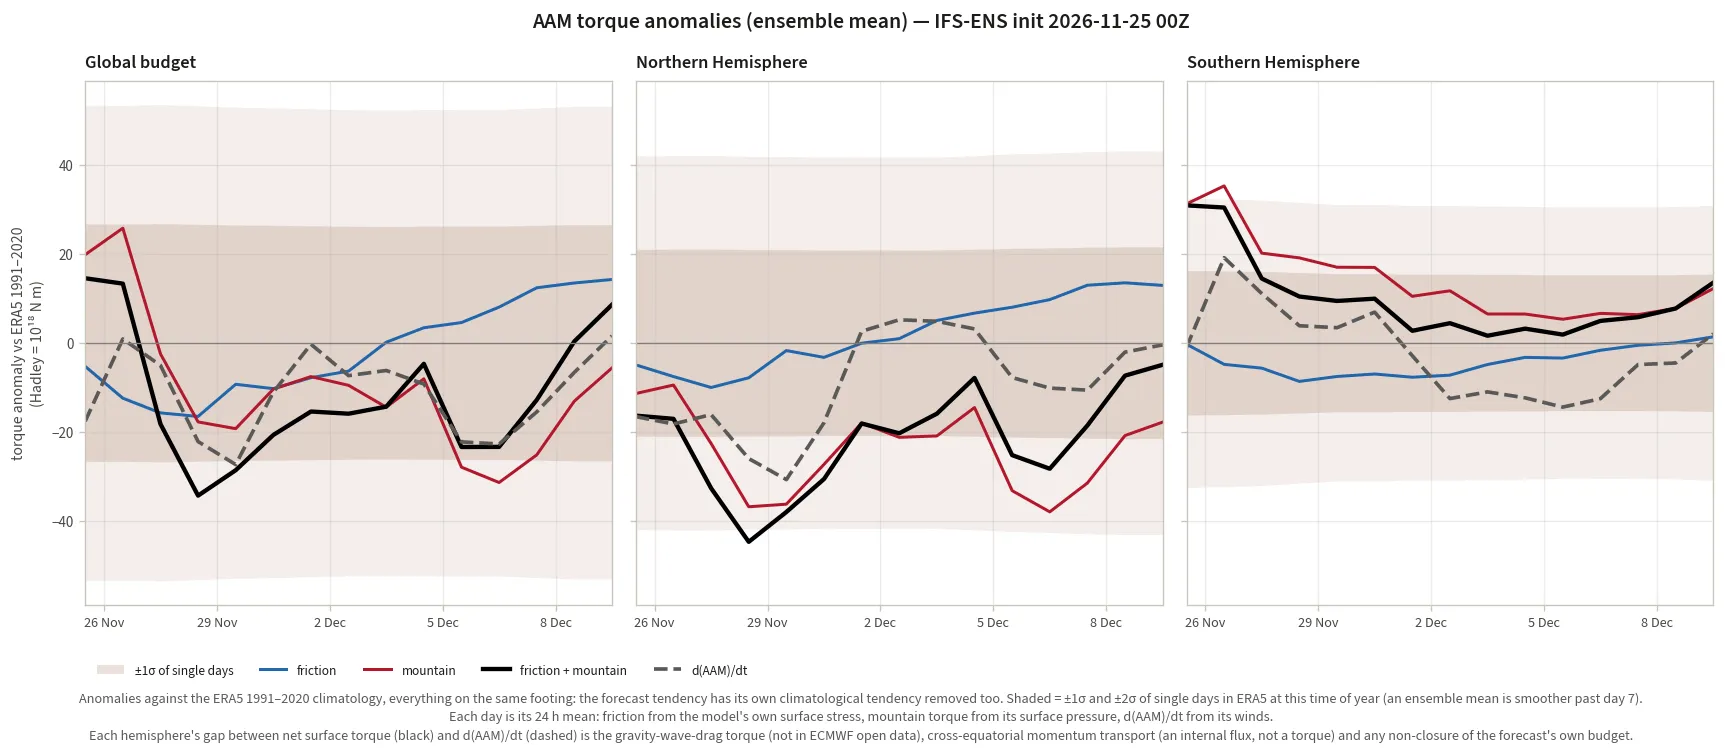 AAM torque anomalies (ensemble mean) — IFS-ENS init 2026-11-25 00Z
Global budget
Northern Hemisphere
Southern Hemisphere
torque anomaly vs ERA5 1991–2020
(Hadley = 10¹⁸ N m)
40
20
0
−20
−40
26 Nov 29 Nov 2 Dec 5 Dec 8 Dec
26 Nov 29 Nov 2 Dec 5 Dec 8 Dec
26 Nov 29 Nov 2 Dec 5 Dec 8 Dec
±1σ of single days friction mountain friction + mountain d(AAM)/dt
Anomalies against the ERA5 1991–2020 climatology, everything on the same footing: the forecast tendency has its own climatological tendency removed too. Shaded = ±1σ and ±2σ of single days in ERA5 at this time of year (an ensemble mean is smoother past day 7).
Each day is its 24 h mean: friction from the model's own surface stress, mountain torque from its surface pressure, d(AAM)/dt from its winds.
Each hemisphere's gap between net surface torque (black) and d(AAM)/dt (dashed) is the gravity-wave-drag torque (not in ECMWF open data), cross-equatorial momentum transport (an internal flux, not a torque) and any non-closure of the forecast's own budget.